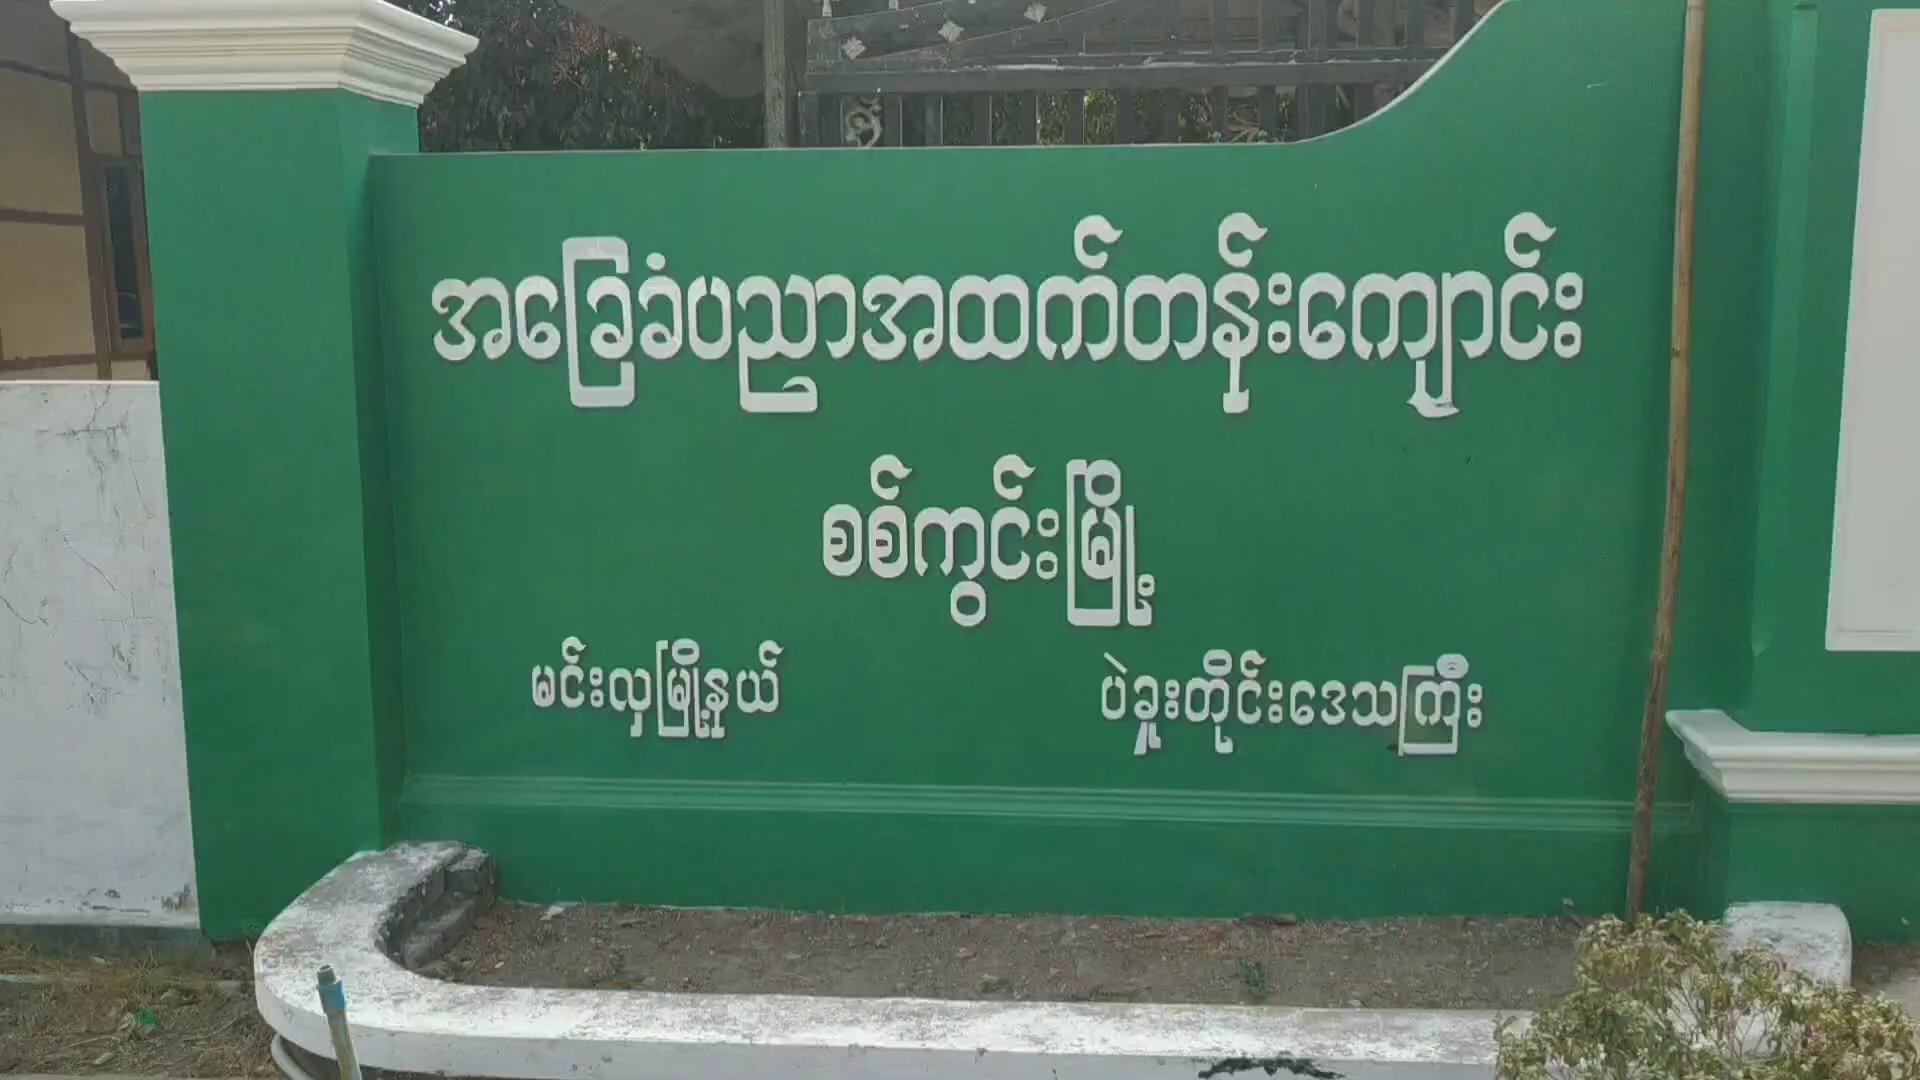 အခြေခံပညာအထက်တန်းကျောင်း
စစ်ကွင်းမြို့
မင်းလှမြို့နယ် ပဲခူးတိုင်းဒေသကြီး